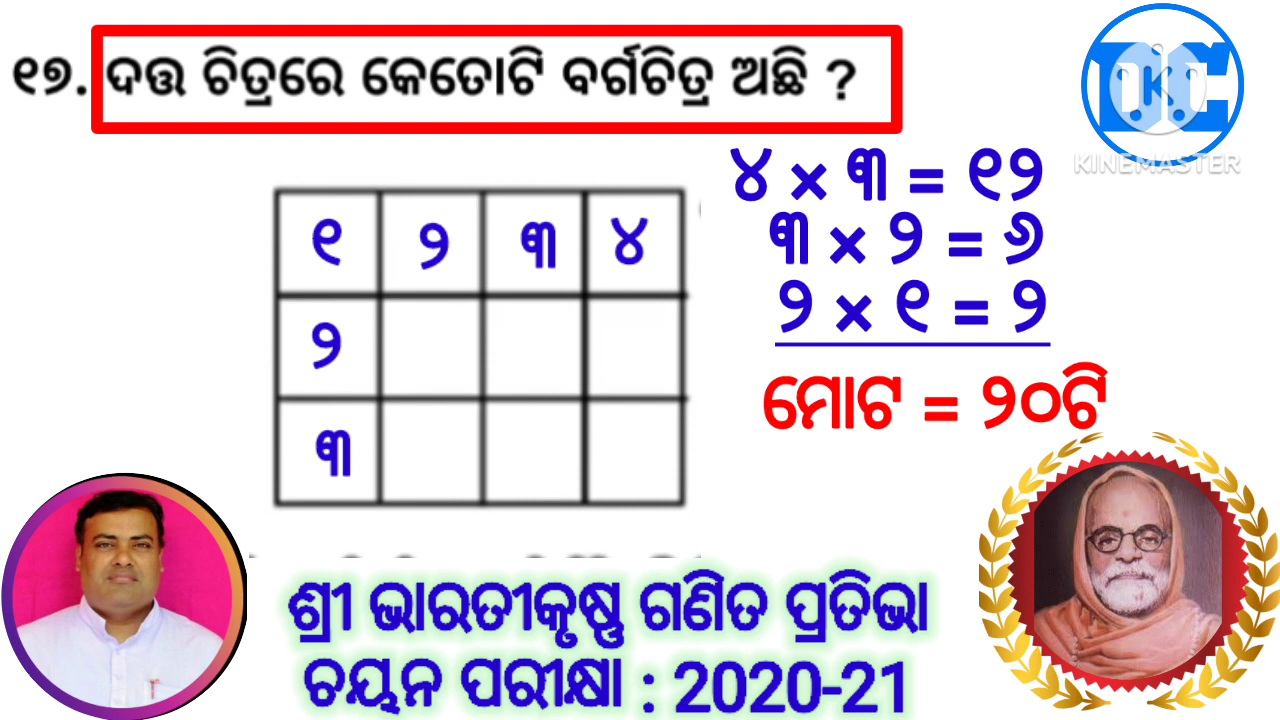 ୧୭. ଦତ୍ତ ଚିତ୍ରରେ କେତୋଟି ବର୍ଗଚିତ୍ର ଅଛି ?
KINEMASTER
୪ × ୩ = ୧୨
୩ × ୨ = ୬
୨ × ୧ = ୨
ମୋଟ = ୨୦ଟି
୧ ୨ ୩ ୪
୨
୩
ଶ୍ରୀ ଭାରତୀକୃଷ୍ଣ ଗଣିତ ପ୍ରତିଭା
ଚୟନ ପରୀକ୍ଷା : 2020-21